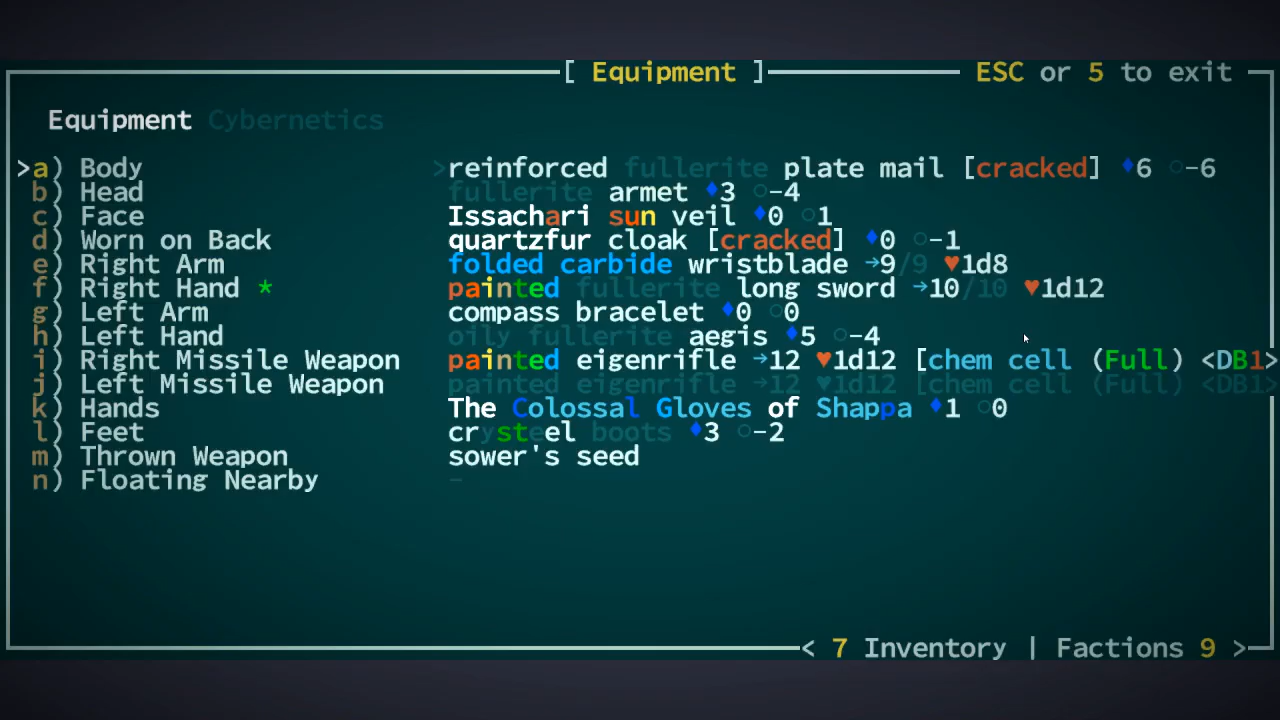 [ Equipment ] ESC or 5 to exit
Equipment Cybernetics
>a) Body >reinforced fullerite plate mail [cracked] ♦6 ○-6
b) Head fullerite armet ♦3 ○-4
c) Face Issachari sun veil ♦0 ○1
d) Worn on Back quartzfur cloak [cracked] ♦0 ○-1
e) Right Arm folded carbide wristblade →9/9 ♥1d8
f) Right Hand * painted fullerite long sword →10/10 ♥1d12
g) Left Arm compass bracelet ♦0 ○0
h) Left Hand oily fullerite aegis ♦5 ○-4
i) Right Missile Weapon painted eigenrifle →12 ♥1d12 [chem cell (Full) <DB1>
j) Left Missile Weapon painted eigenrifle →12 ♥1d12 [chem cell (Full) <DB1>
k) Hands The Colossal Gloves of Shappa ♦1 ○0
l) Feet crysteel boots ♦3 ○-2
m) Thrown Weapon sower's seed
n) Floating Nearby -
< 7 Inventory | Factions 9 >